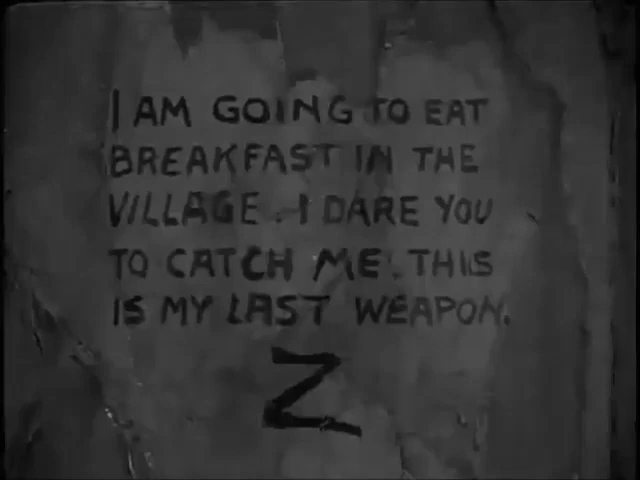 I AM GOING TO EAT
BREAKFAST IN THE
VILLAGE. I DARE YOU
TO CATCH ME. THIS
IS MY LAST WEAPON.
Z